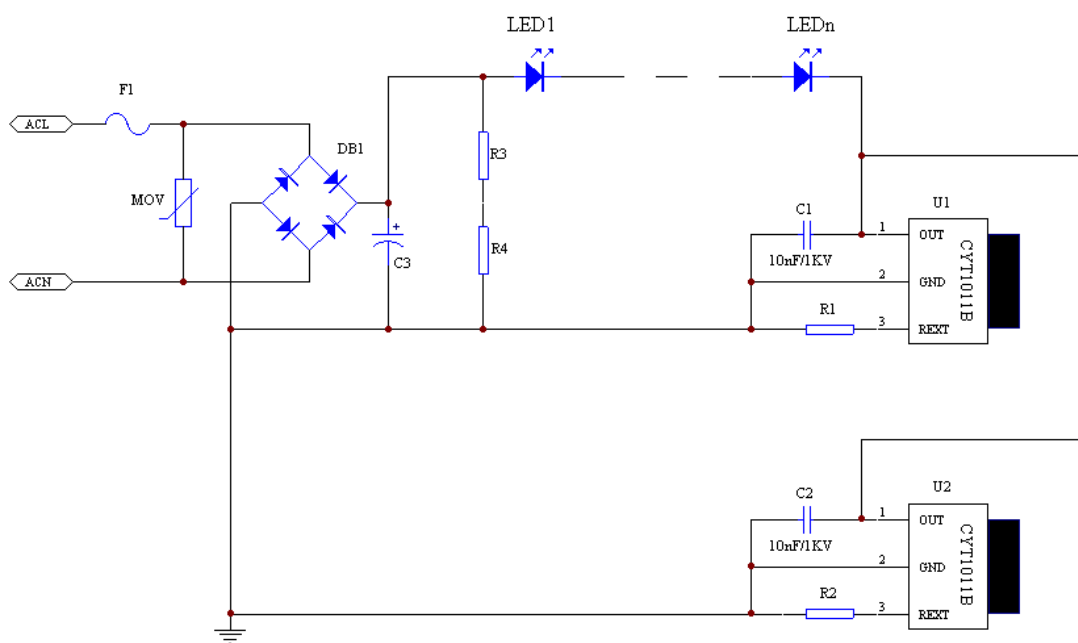 LED1
LEDn
F1
ACL
DB1
MOV
R3
C1
U1
1
OUT
R4
C3
10nF/1KV
2
GND
CYT1011B
ACN
R1
3
REXT
U2
C2
1
OUT
10nF/1KV
2
GND
CYT1011B
R2
3
REXT